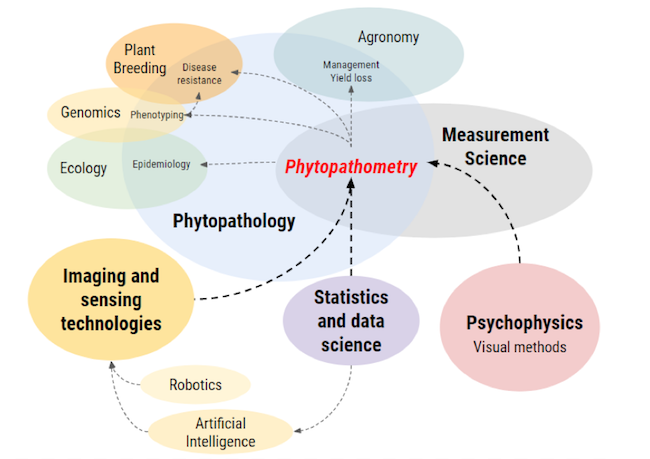 Agronomy
Plant
Breeding
Disease
resistance
Management
Yield loss
Genomics
Phenotyping
Measurement
Science
Ecology
Epidemiology
Phytopathometry
Phytopathology
Imaging and
sensing
technologies
Statistics
and data
science
Psychophysics
Visual methods
Robotics
Artificial
Intelligence